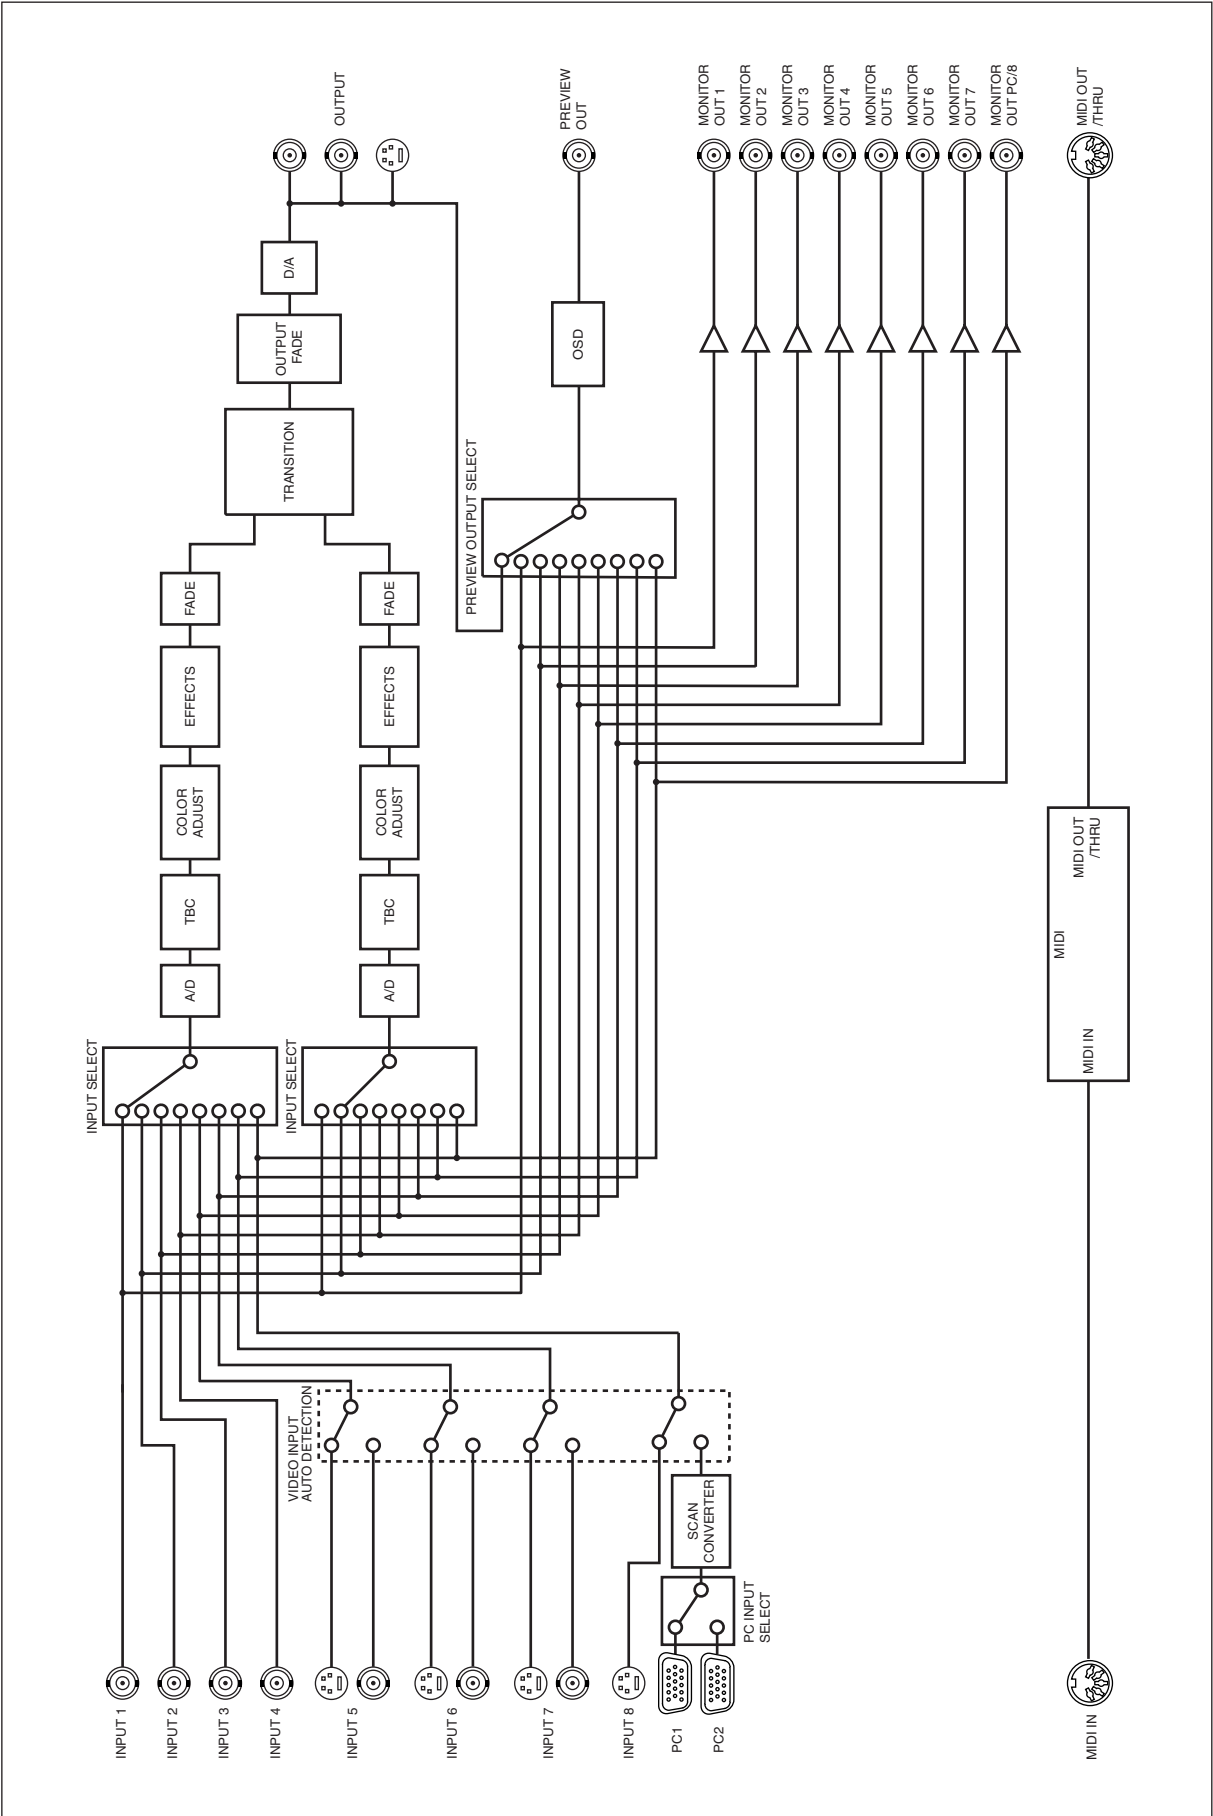 INPUT 1
INPUT 2
INPUT 3
INPUT 4
INPUT 5
INPUT 6
INPUT 7
INPUT 8
PC1
PC2
MIDI IN
PC INPUT
SELECT
SCAN
CONVERTER
VIDEO INPUT
AUTO DETECTION
INPUT SELECT
A/D
TBC
COLOR
ADJUST
EFFECTS
FADE
INPUT SELECT
A/D
TBC
COLOR
ADJUST
EFFECTS
FADE
TRANSITION
OUTPUT
FADE
D/A
OUTPUT
PREVIEW OUTPUT SELECT
OSD
PREVIEW
OUT
MONITOR
OUT 1
MONITOR
OUT 2
MONITOR
OUT 3
MONITOR
OUT 4
MONITOR
OUT 5
MONITOR
OUT 6
MONITOR
OUT 7
MONITOR
OUT PC/8
MIDI IN
MIDI
MIDI OUT
/THRU
MIDI OUT
/THRU